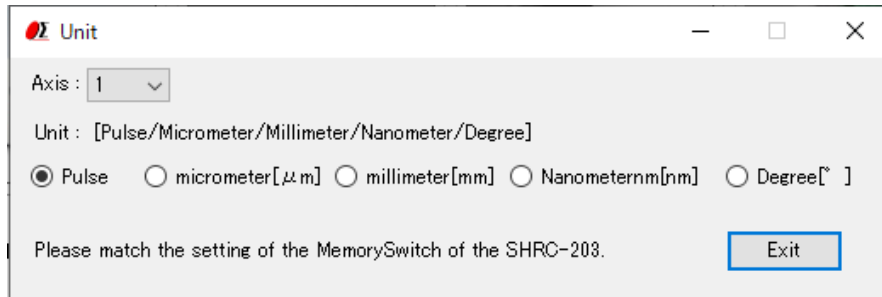 Unit
Axis : 1
Unit : [Pulse/Micrometer/Millimeter/Nanometer/Degree]
Pulse micrometer[μm] millimeter[mm] Nanometernm[nm] Degree[° ]
Please match the setting of the MemorySwitch of the SHRC-203. Exit